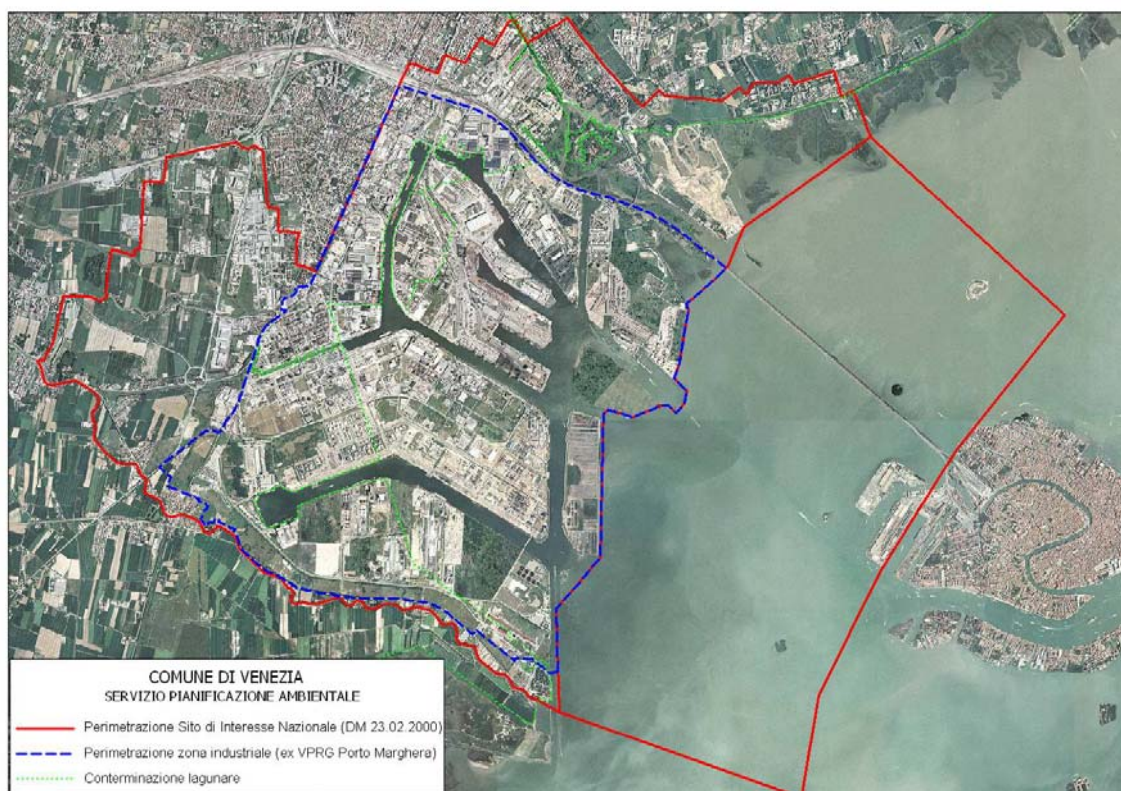 COMUNE DI VENEZIA
SERVIZIO PIANIFICAZIONE AMBIENTALE
Perimetrazione Sito di Interesse Nazionale (DM 23.02.2000)
Perimetrazione zona industriale (ex VPRG Porto Marghera)
Conterminazione lagunare